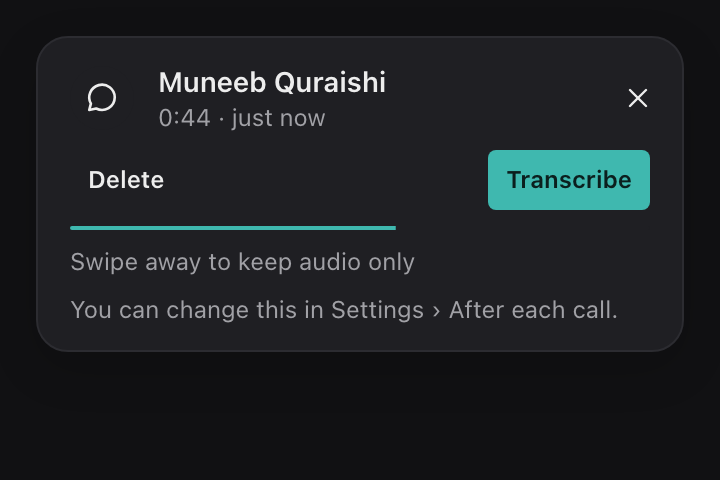 Muneeb Quraishi
0:44 · just now
Delete
Transcribe
Swipe away to keep audio only
You can change this in Settings › After each call.